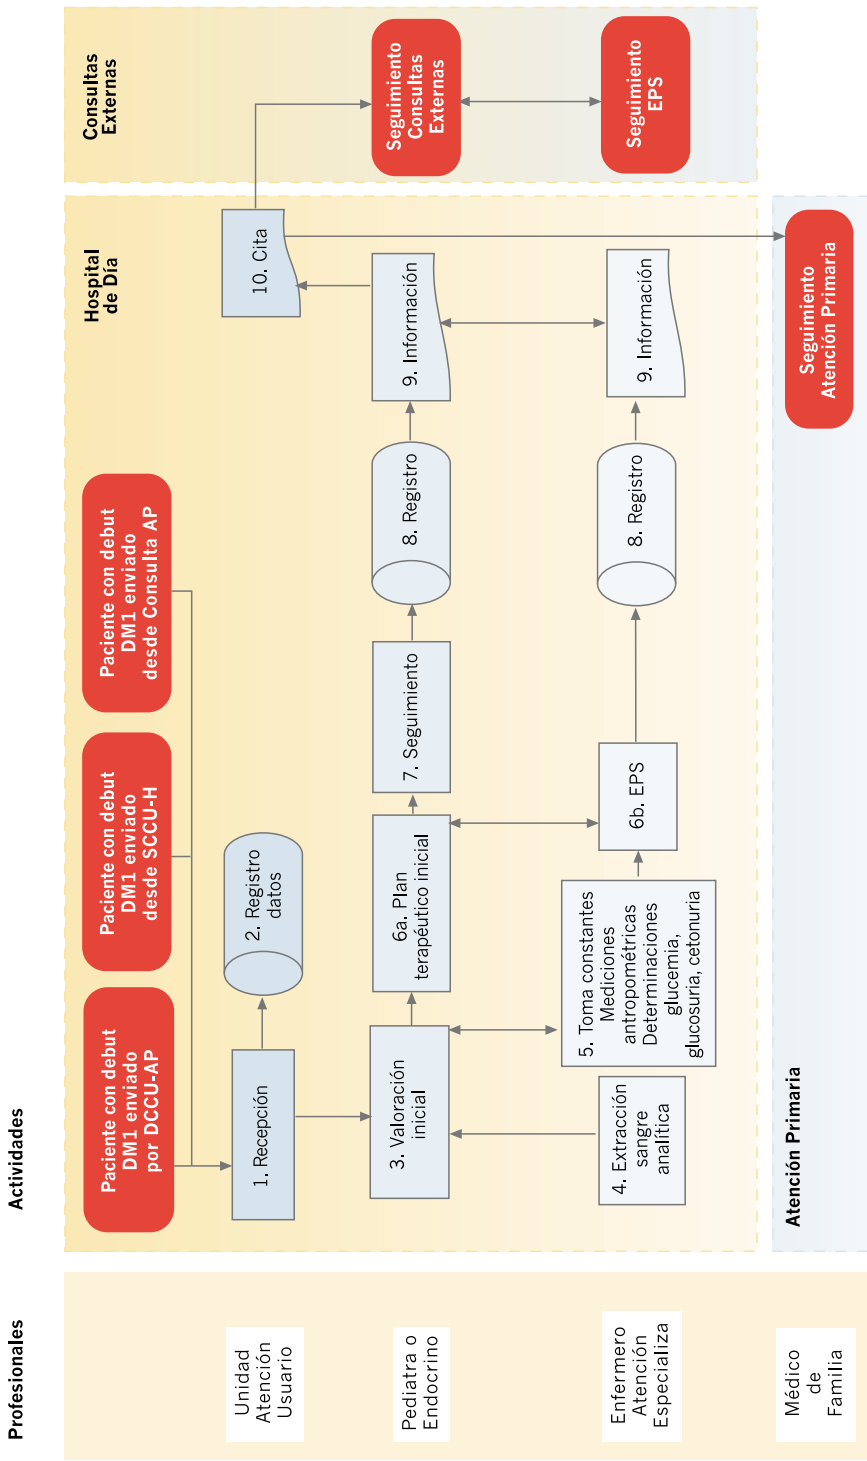 Profesionales
Actividades
Unidad
Atención
Usuario
Pediatra o
Endocrino
Enfermero
Atención
Especializa
Médico
de
Familia
Hospital
de Día
Paciente con debut
DM1 enviado
por DCCU-AP
Paciente con debut
DM1 enviado
desde SCCU-H
Paciente con debut
DM1 enviado
desde Consulta AP
1. Recepción
2. Registro
datos
10. Cita
3. Valoración
inicial
6a. Plan
terapéutico inicial
7. Seguimiento
8. Registro
9. Información
4. Extracción
sangre
analítica
5. Toma constantes
Mediciones
antropométricas
Determinaciones
glucemia,
glucosuria, cetonuria
6b. EPS
8. Registro
9. Información
Consultas
Externas
Seguimiento
Consultas
Externas
Seguimiento
EPS
Atención Primaria
Seguimiento
Atención Primaria